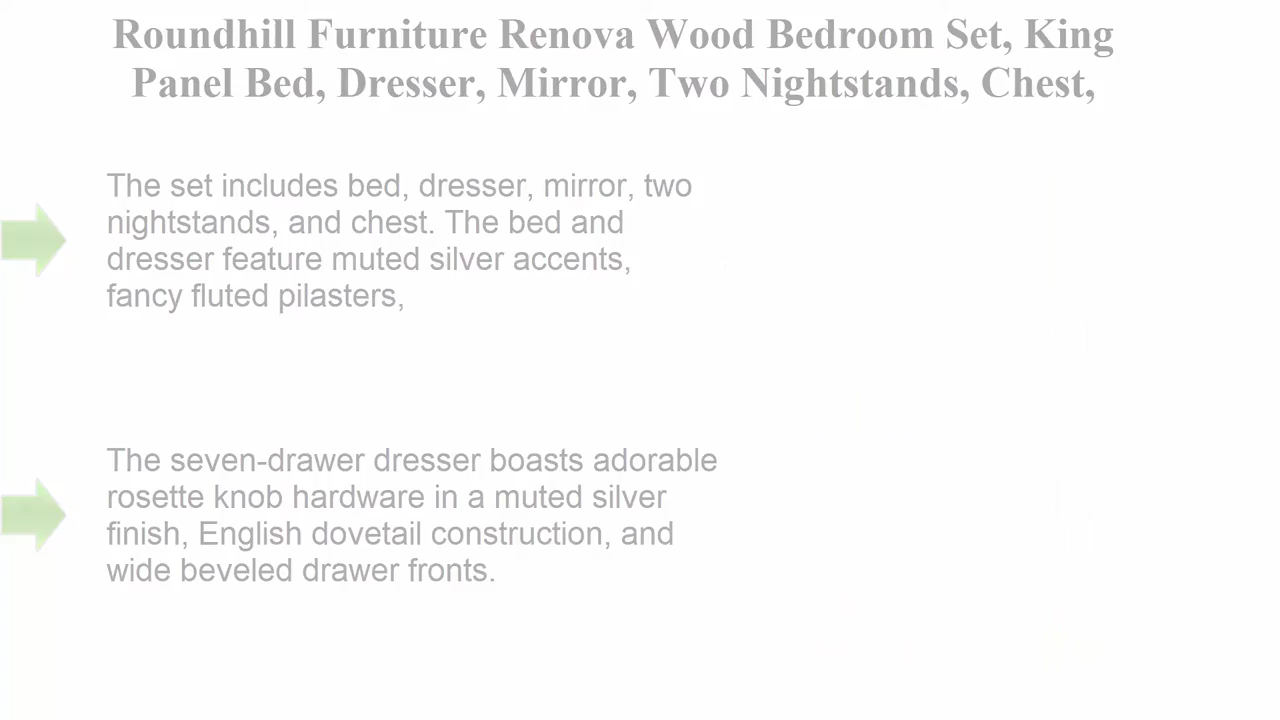 Roundhill Furniture Renova Wood Bedroom Set, King
Panel Bed, Dresser, Mirror, Two Nightstands, Chest,
The set includes bed, dresser, mirror, two
nightstands, and chest. The bed and
dresser feature muted silver accents,
fancy fluted pilasters,
The seven-drawer dresser boasts adorable
rosette knob hardware in a muted silver
finish, English dovetail construction, and
wide beveled drawer fronts.